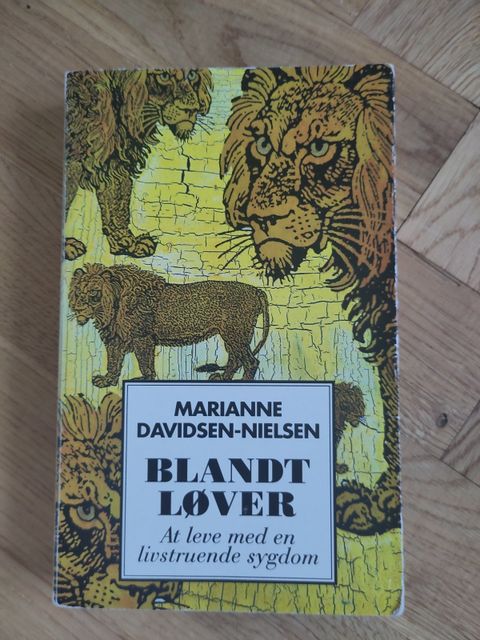 MARIANNE
DAVIDSEN-NIELSEN
BLANDT
LØVER
At leve med en
livstruende sygdom